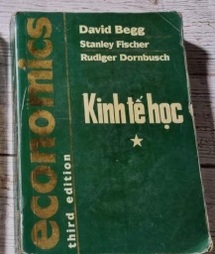 economics
third edition
David Begg
Stanley Fischer
Rudiger Dornbusch
Kinh tế học